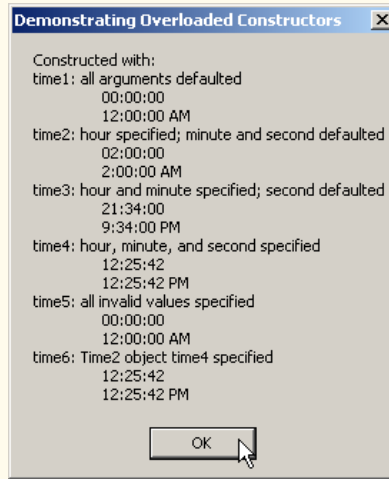 Demonstrating Overloaded Constructors
Constructed with:
time1: all arguments defaulted
00:00:00
12:00:00 AM
time2: hour specified; minute and second defaulted
02:00:00
2:00:00 AM
time3: hour and minute specified; second defaulted
21:34:00
9:34:00 PM
time4: hour, minute, and second specified
12:25:42
12:25:42 PM
time5: all invalid values specified
00:00:00
12:00:00 AM
time6: Time2 object time4 specified
12:25:42
12:25:42 PM
OK